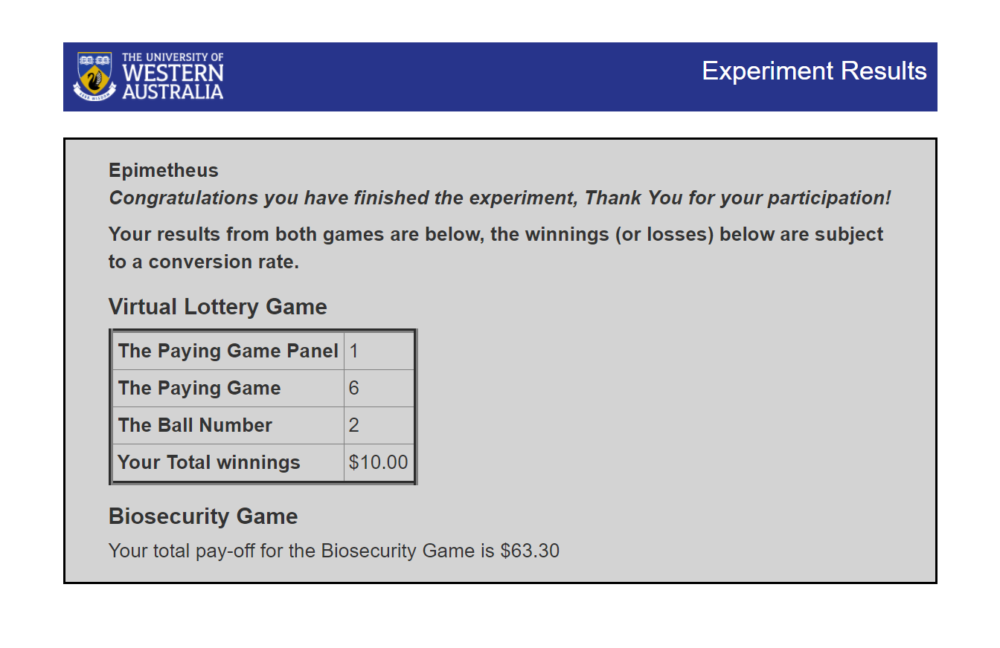 THE UNIVERSITY OF
WESTERN
AUSTRALIA
SEEK WISDOM
Experiment Results
Epimetheus
Congratulations you have finished the experiment, Thank You for your participation!
Your results from both games are below, the winnings (or losses) below are subject
to a conversion rate.
Virtual Lottery Game
The Paying Game Panel 1
The Paying Game 6
The Ball Number 2
Your Total winnings $10.00
Biosecurity Game
Your total pay-off for the Biosecurity Game is $63.30